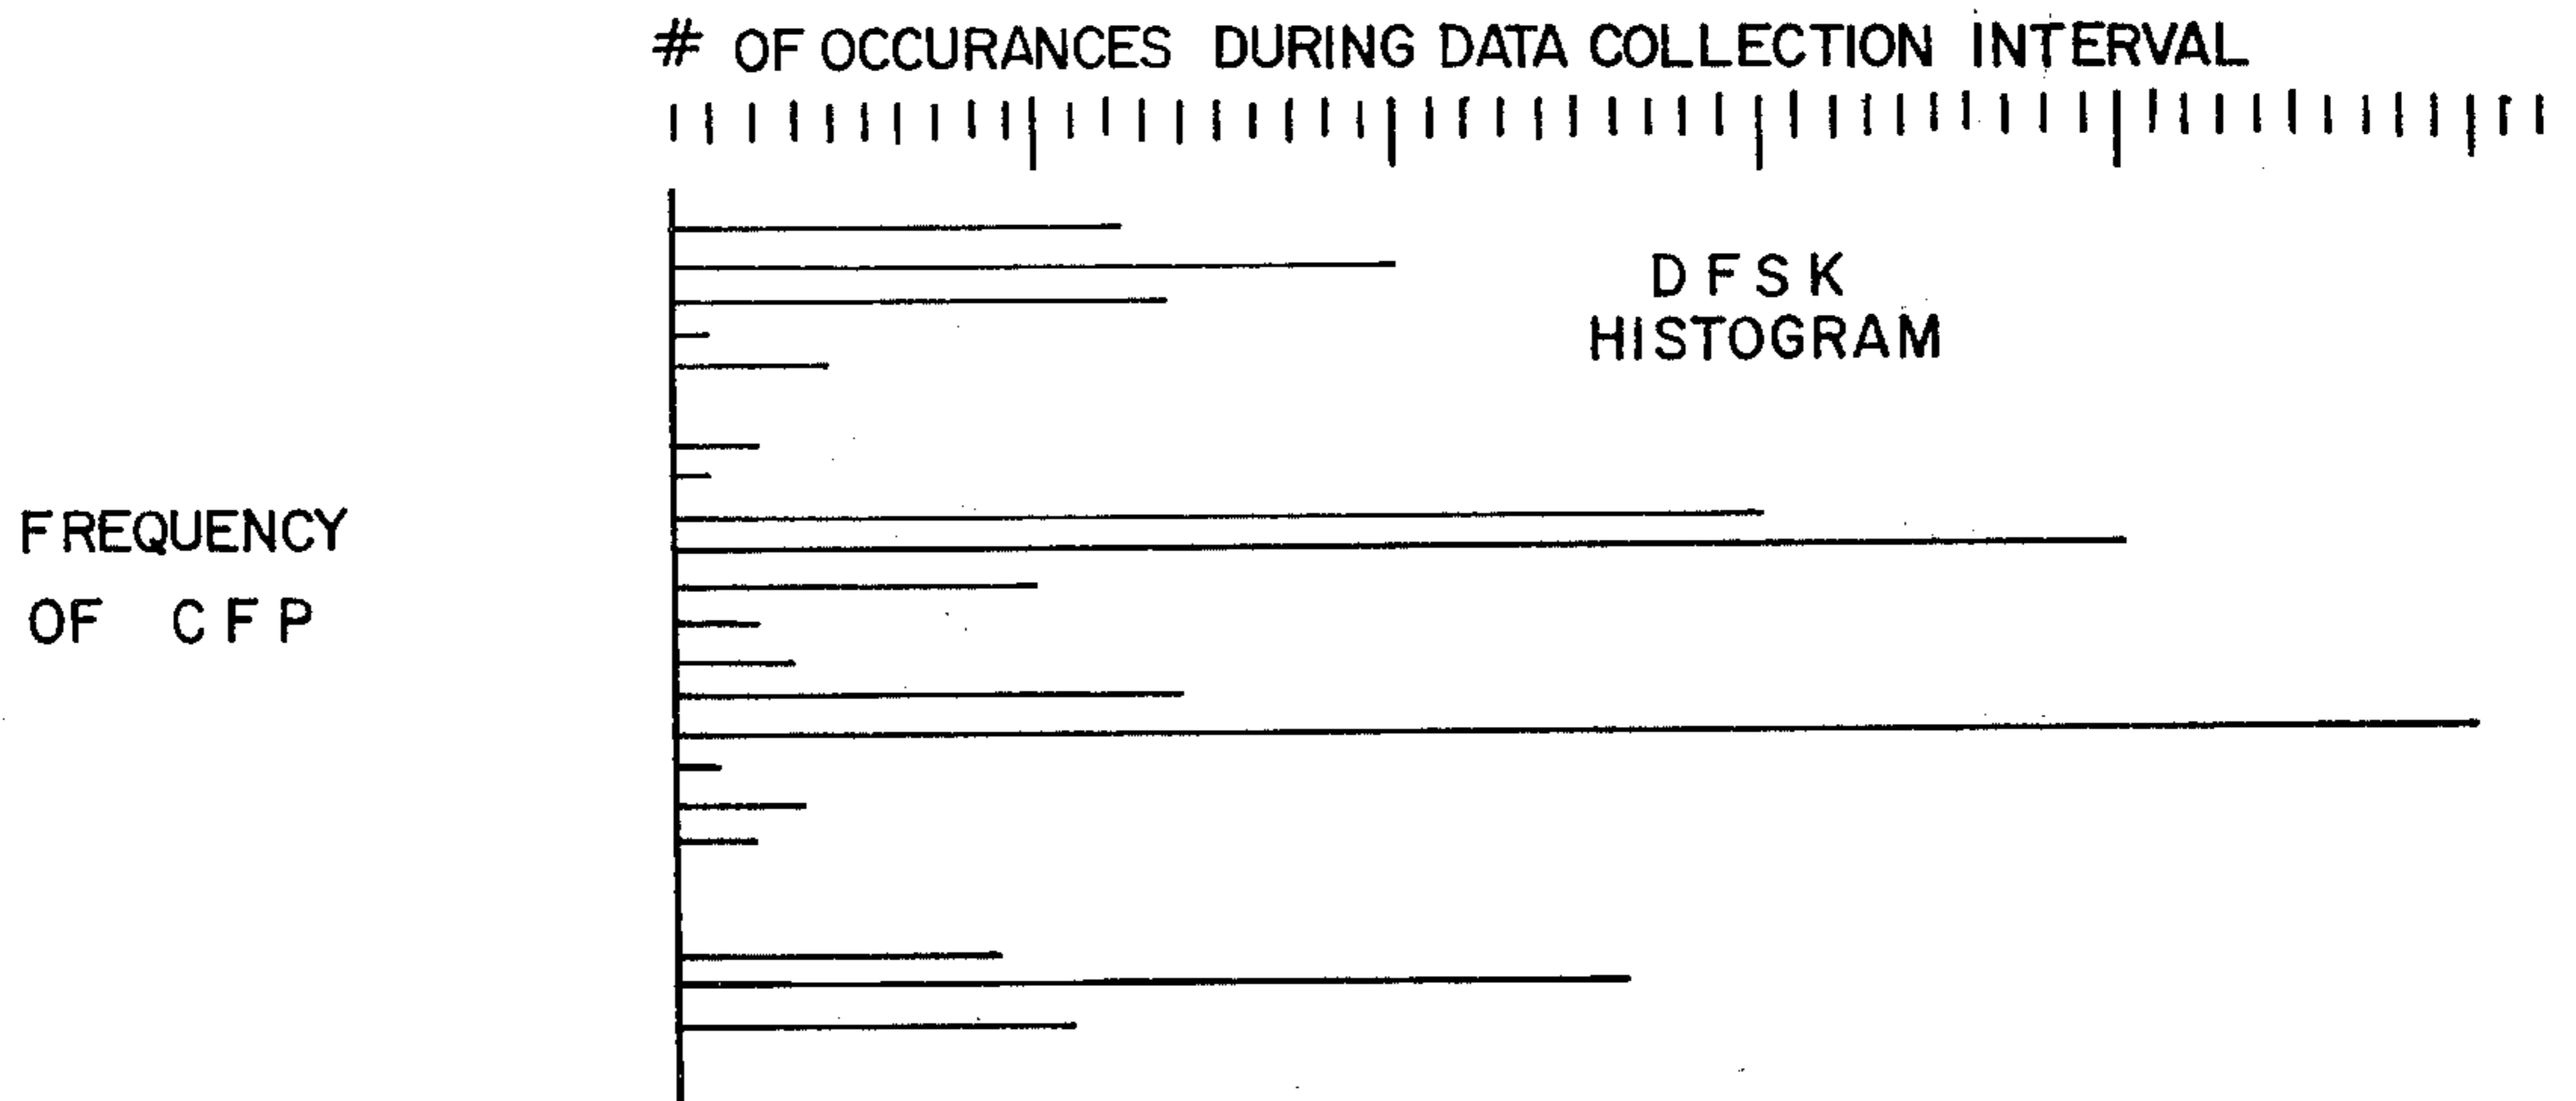 # OF OCCURANCES DURING DATA COLLECTION INTERVAL
DFSK
HISTOGRAM
FREQUENCY
OF CFP